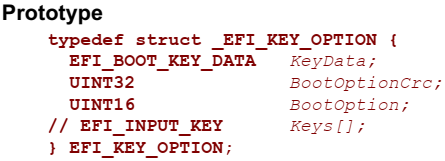 Prototype
typedef struct _EFI_KEY_OPTION {
EFI_BOOT_KEY_DATA KeyData;
UINT32 BootOptionCrc;
UINT16 BootOption;
// EFI_INPUT_KEY Keys[];
} EFI_KEY_OPTION;